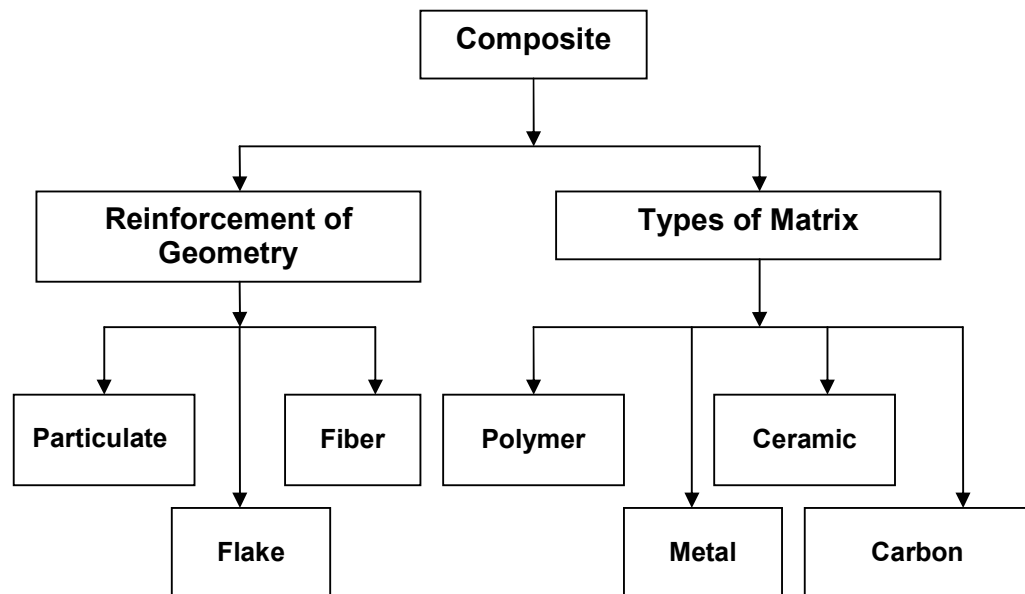 Composite
Reinforcement of
Geometry
Types of Matrix
Particulate
Fiber
Polymer
Ceramic
Flake
Metal
Carbon